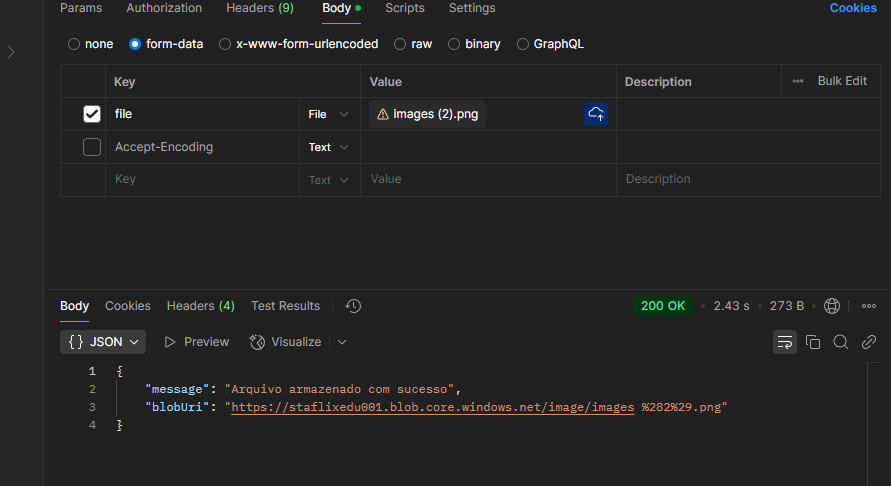 Params Authorization Headers (9) Body Scripts Settings Cookies
none form-data x-www-form-urlencoded raw binary GraphQL
Key Value Description Bulk Edit
file File images (2).png
Accept-Encoding Text
Key Text Value Description
Body Cookies Headers (4) Test Results 200 OK 2.43 s 273 B
{} JSON Preview Visualize
1 {
2 "message": "Arquivo armazenado com sucesso",
3 "blobUri": "https://staflixedu001.blob.core.windows.net/image/images %282%29.png"
4 }